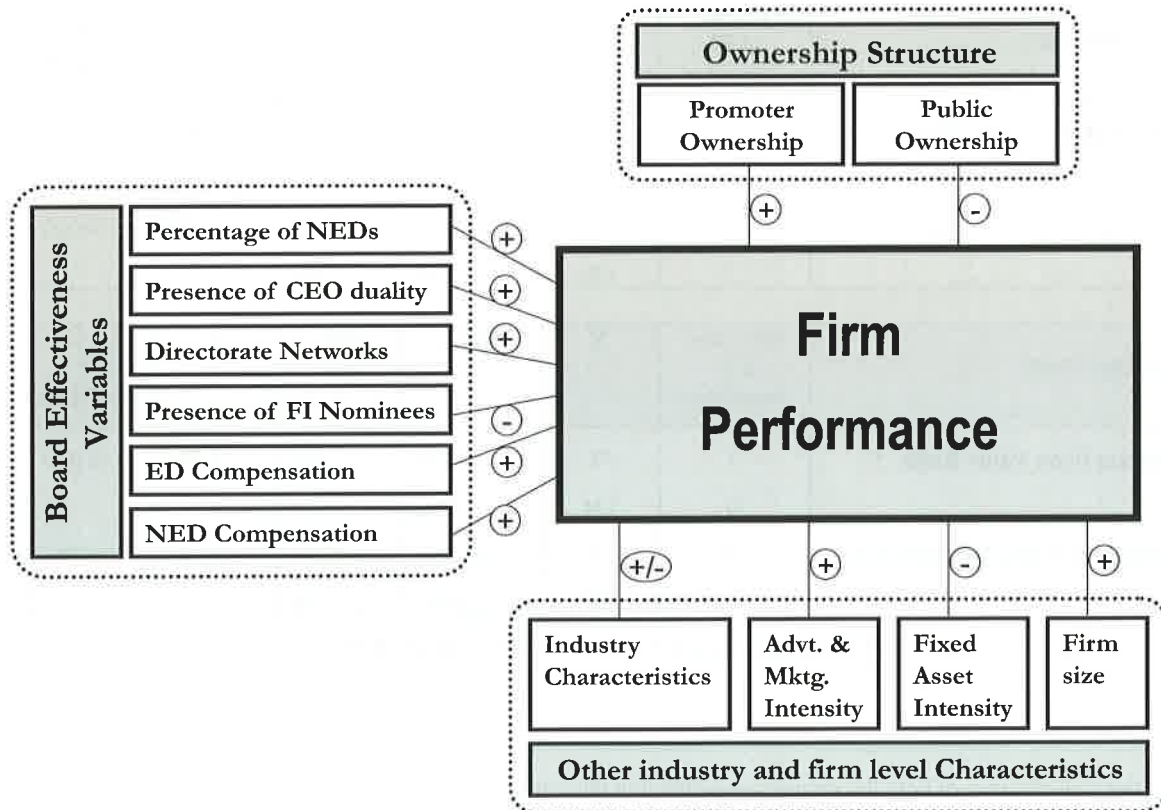 Ownership Structure
Promoter
Ownership
Public
Ownership
+
-
Board Effectiveness
Variables
Percentage of NEDs
+
Presence of CEO duality
+
Directorate Networks
+
Presence of FI Nominees
-
ED Compensation
+
NED Compensation
+
Firm
Performance
+/-
+
-
+
Industry
Characteristics
Advt. &
Mktg.
Intensity
Fixed
Asset
Intensity
Firm
size
Other industry and firm level Characteristics